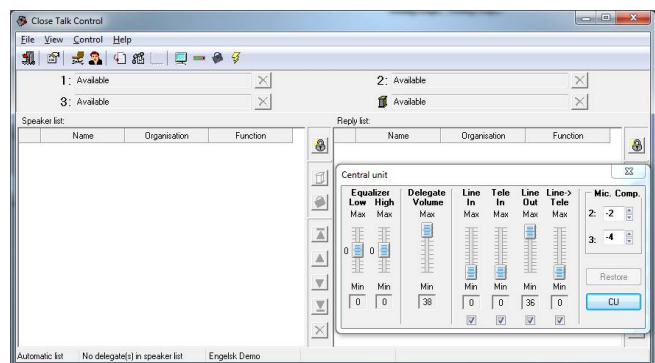 Close Talk Control
File View Control Help
1: Available
2: Available
3: Available
Available
Speaker list:
Reply list:
Name Organisation Function
Name Organisation Function
Central unit
Equalizer Delegate Line Tele Line Line-> Mic. Comp.
Low High Volume In In Out Tele
Max Max Max Max Max Max Max
2: -2
0 0
3: -4
Min Min Min Min Min Min Min
Restore
0 0 38 0 0 36 0
CU
Automatic list No delegate(s) in speaker list Engelsk Demo